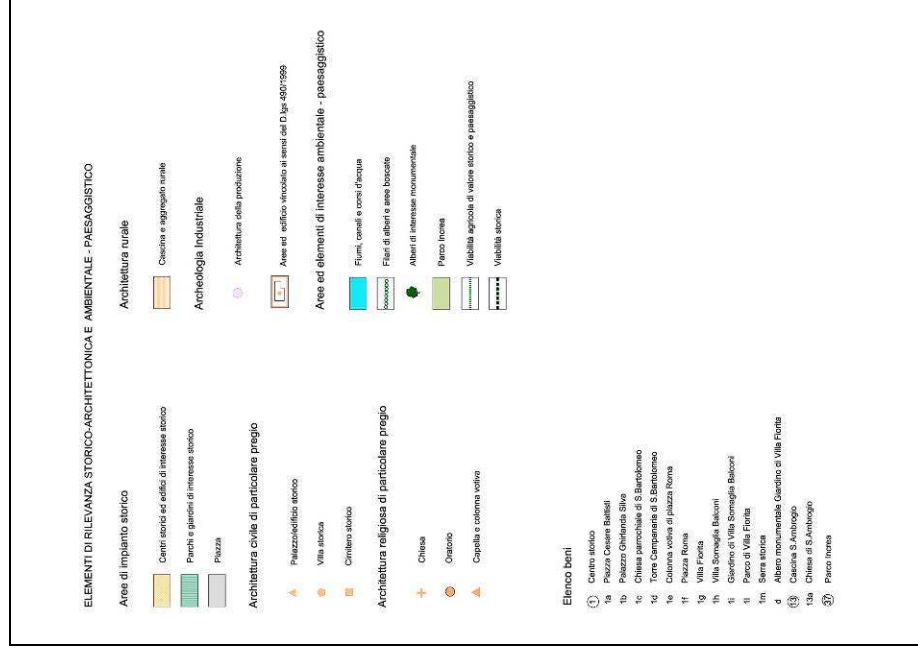 ELEMENTI DI RILEVANZA STORICO-ARCHITETTONICA E AMBIENTALE - PAESAGGISTICO
Aree di impianto storico
Centri storici ed edifici di interesse storico
Parchi e giardini di interesse storico
Piazza
Architettura civile di particolare pregio
Palazzo/edificio storico
Villa storica
Cimitero storico
Architettura religiosa di particolare pregio
Chiesa
Oratorio
Capella e colonna votiva
Architettura rurale
Cascina e aggregato rurale
Archeologia Industriale
Architettura della produzione
Aree ed edificio vincolato ai sensi del D.lgs 490/1999
Aree ed elementi di interesse ambientale - paesaggistico
Fiumi, canali e corsi d'acqua
Filari di alberi e aree boscate
Alberi di interesse monumentale
Parco Increa
Viabilità agricola di valore storico e paesaggistico
Viabilità storica
Elenco beni
1 Centro storico
1a Piazza Cesare Battisti
1b Palazzo Ghirlanda Silva
1c Chiesa parrochiale di S.Bartolomeo
1d Torre Campanaria di S.Bartolomeo
1e Colonna votiva di piazza Roma
1f Piazza Roma
1g Villa Fiorita
1h Villa Somaglia Balconi
1i Giardino di Villa Somaglia Balconi
1l Parco di Villa Fiorita
1m Serra storica
d Albero monumentale Giardino di Villa Fiorita
13 Cascina S.Ambrogio
13a Chiesa di S.Ambrogio
37 Parco Increa